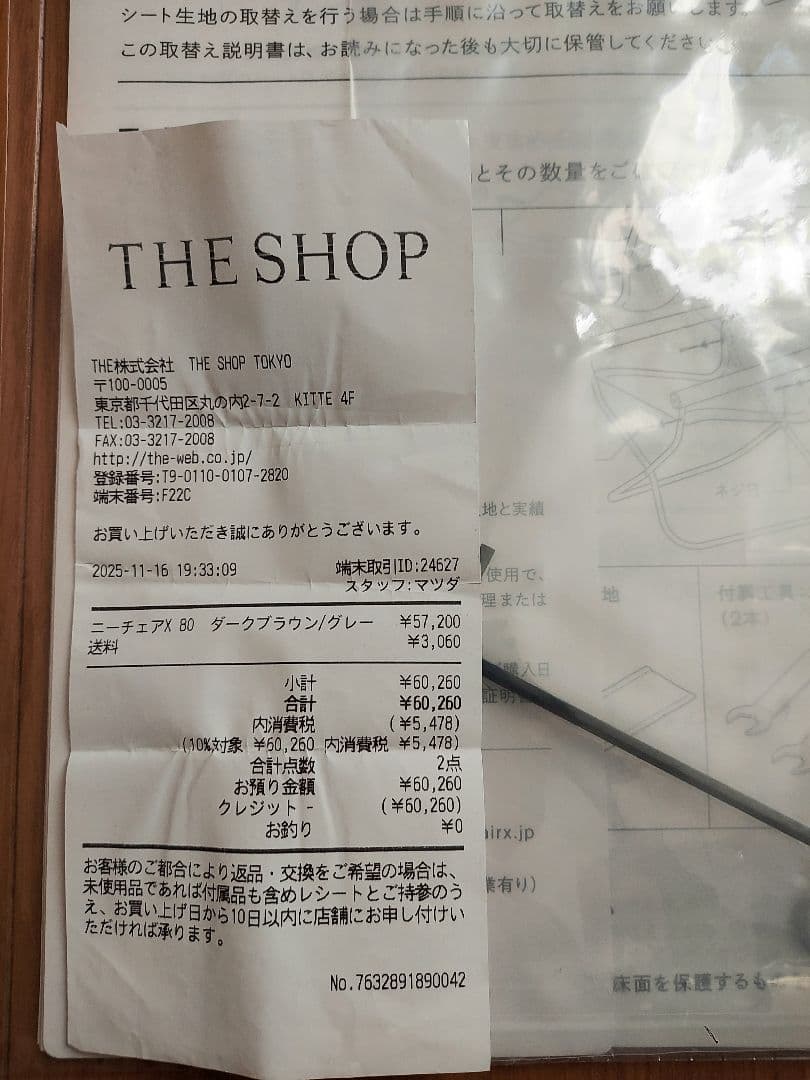 シート生地の取替えを行う場合は手順に沿って取替えをお願いします。
この取替え説明書は、お読みになった後も大切に保管してください
とその数量をご
THE SHOP
THE株式会社 THE SHOP TOKYO
〒100-0005
東京都千代田区丸の内2-7-2 KITTE 4F
TEL:03-3217-2008
FAX:03-3217-2008
http://the-web.co.jp/
登録番号:T9-0110-0107-2820
端末番号:F22C
お買い上げいただき誠にありがとうございます。
2025-11-16 19:33:09 端末取引ID:24627
スタッフ:マツダ
ニーチェアX 80 ダークブラウン/グレー ¥57,200
送料 ¥3,060
小計 ¥60,260
合計 ¥60,260
内消費税 (¥5,478)
(10%対象 ¥60,260 内消費税 ¥5,478)
合計点数 2点
お預り金額 ¥60,260
クレジット - (¥60,260)
お釣り ¥0
お客様のご都合により返品・交換をご希望の場合は、
未使用品であれば付属品も含めレシートとご持参のう
え、お買い上げ日から10日以内に店舗にお申し付けい
ただければ承ります。
No.7632891890042
地と実績
使用で、
理または
購入日
証明
airx.jp
業有り)
ネジ穴
地
付属工具
(2本)
床面を保護するもの